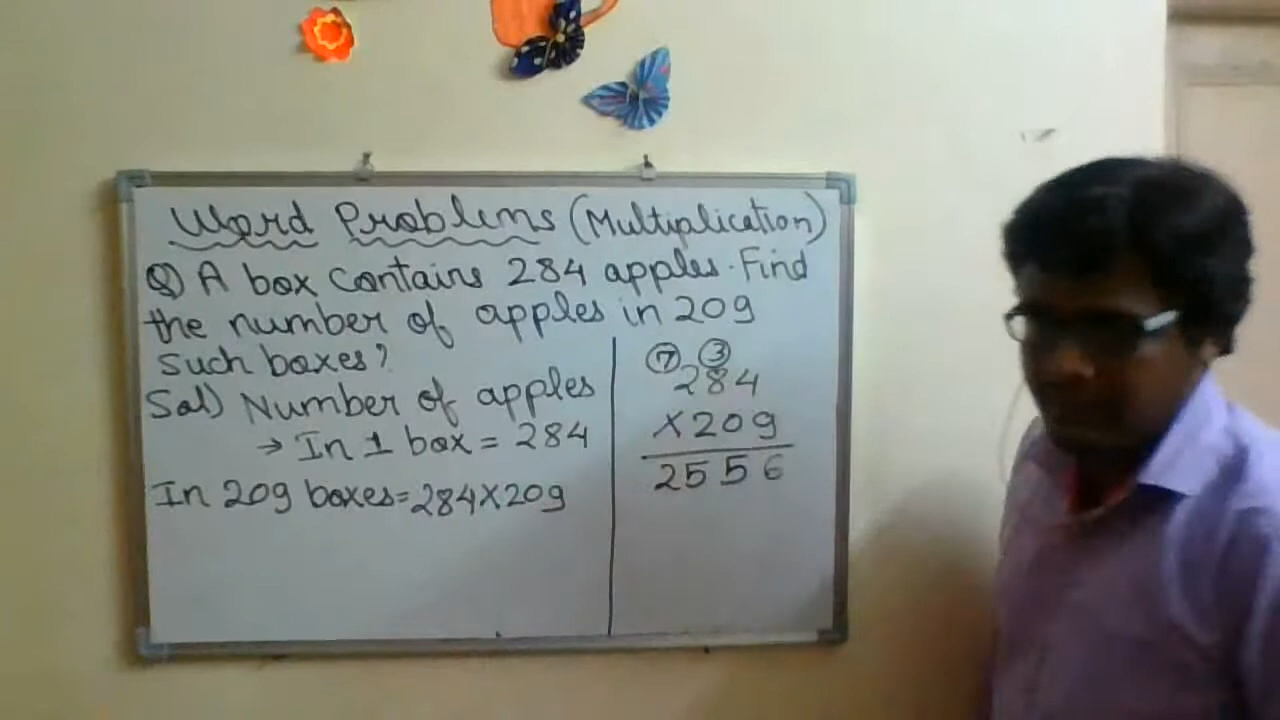 Word Problems (Multiplication)
Q) A box contains 284 apples. Find
the number of apples in 209
such boxes?
Sol) Number of apples
→ In 1 box = 284
In 209 boxes = 284×209
7 3
284
×209
2556